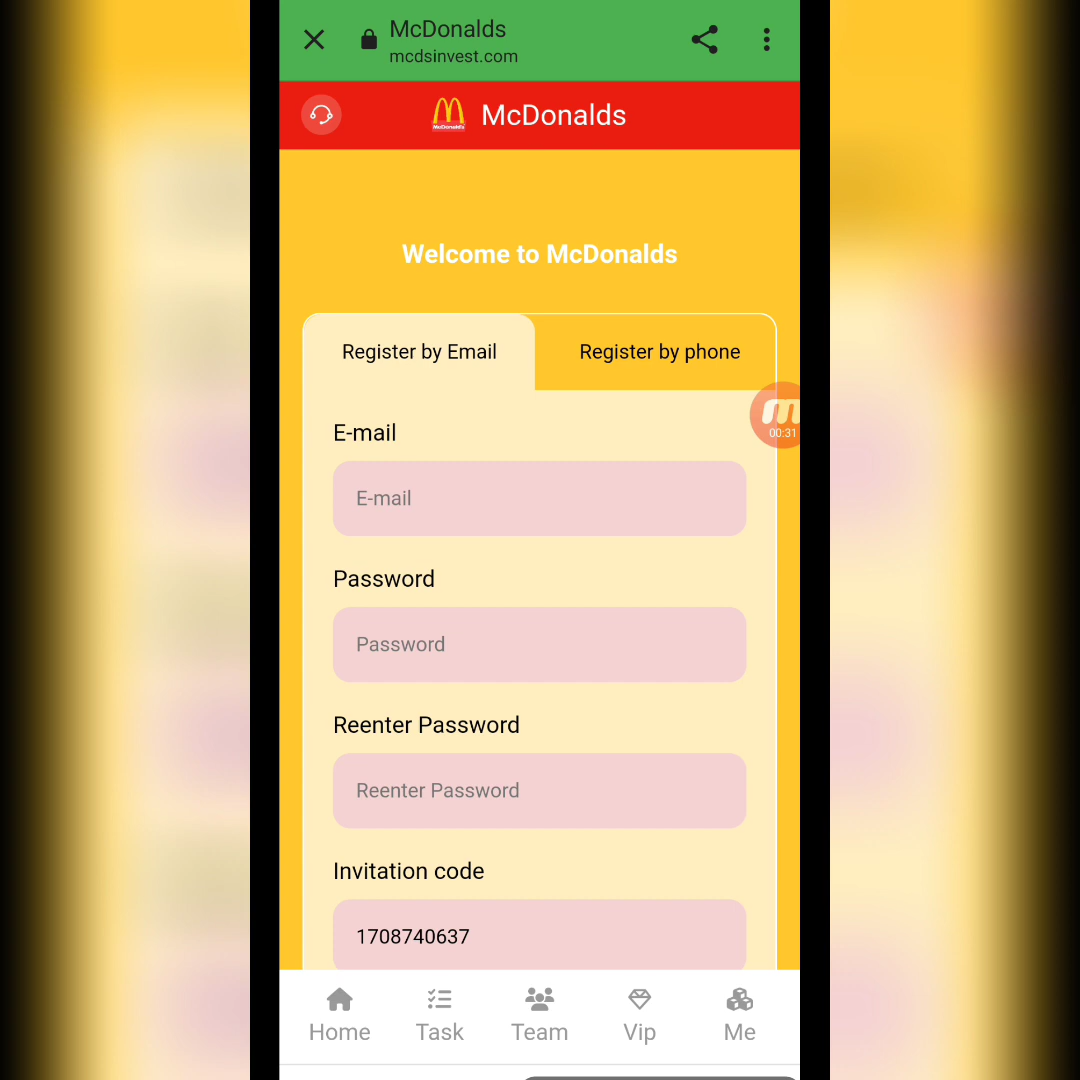 McDonalds
mcdsinvest.com
McDonald's
McDonalds
Welcome to McDonalds
Register by Email
Register by phone
00:31
E-mail
E-mail
Password
Password
Reenter Password
Reenter Password
Invitation code
1708740637
Home
Task
Team
Vip
Me